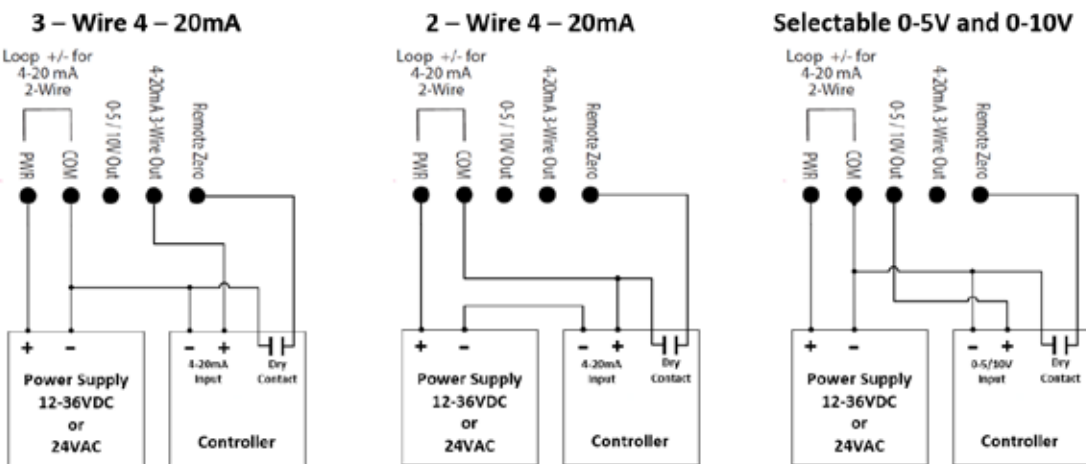 3 – Wire 4 – 20mA
Loop +/- for
4-20 mA
2-Wire
PWR
COM
0-5 / 10V Out
4-20mA 3-Wire Out
Remote Zero
+
-
-
+
4-20mA
Input
Dry
Contact
Power Supply
12-36VDC
or
24VAC
Controller
2 – Wire 4 – 20mA
Loop +/- for
4-20 mA
2-Wire
PWR
COM
0-5 / 10V Out
4-20mA 3-Wire Out
Remote Zero
+
-
-
+
4-20mA
Input
Dry
Contact
Power Supply
12-36VDC
or
24VAC
Controller
Selectable 0-5V and 0-10V
Loop +/- for
4-20 mA
2-Wire
PWR
COM
0-5 / 10V Out
4-20mA 3-Wire Out
Remote Zero
+
-
-
+
0-5/10V
Input
Dry
Contact
Power Supply
12-36VDC
or
24VAC
Controller